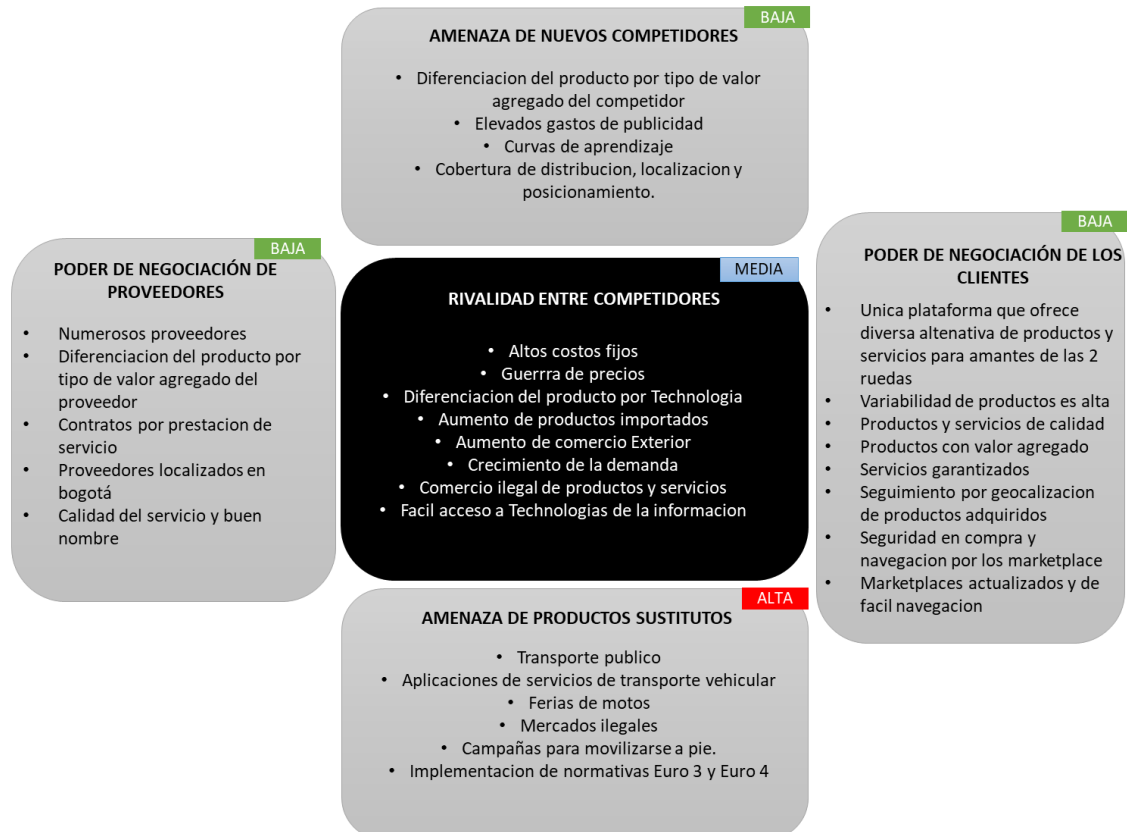 BAJA
AMENAZA DE NUEVOS COMPETIDORES
• Diferenciacion del producto por tipo de valor
agregado del competidor
• Elevados gastos de publicidad
• Curvas de aprendizaje
• Cobertura de distribucion, localizacion y
posicionamiento.
BAJA
PODER DE NEGOCIACIÓN DE
PROVEEDORES
• Numerosos proveedores
• Diferenciacion del producto por
tipo de valor agregado del
proveedor
• Contratos por prestacion de
servicio
• Proveedores localizados en
bogotá
• Calidad del servicio y buen
nombre
MEDIA
RIVALIDAD ENTRE COMPETIDORES
• Altos costos fijos
• Guerrra de precios
• Diferenciacion del producto por Technologia
• Aumento de productos importados
• Aumento de comercio Exterior
• Crecimiento de la demanda
• Comercio ilegal de productos y servicios
• Facil acceso a Technologias de la informacion
BAJA
PODER DE NEGOCIACIÓN DE LOS
CLIENTES
• Unica plataforma que ofrece
diversa altenativa de productos y
servicios para amantes de las 2
ruedas
• Variabilidad de productos es alta
• Productos y servicios de calidad
• Productos con valor agregado
• Servicios garantizados
• Seguimiento por geocalizacion
de productos adquiridos
• Seguridad en compra y
navegacion por los marketplace
• Marketplaces actualizados y de
facil navegacion
ALTA
AMENAZA DE PRODUCTOS SUSTITUTOS
• Transporte publico
• Aplicaciones de servicios de transporte vehicular
• Ferias de motos
• Mercados ilegales
• Campañas para movilizarse a pie.
• Implementacion de normativas Euro 3 y Euro 4